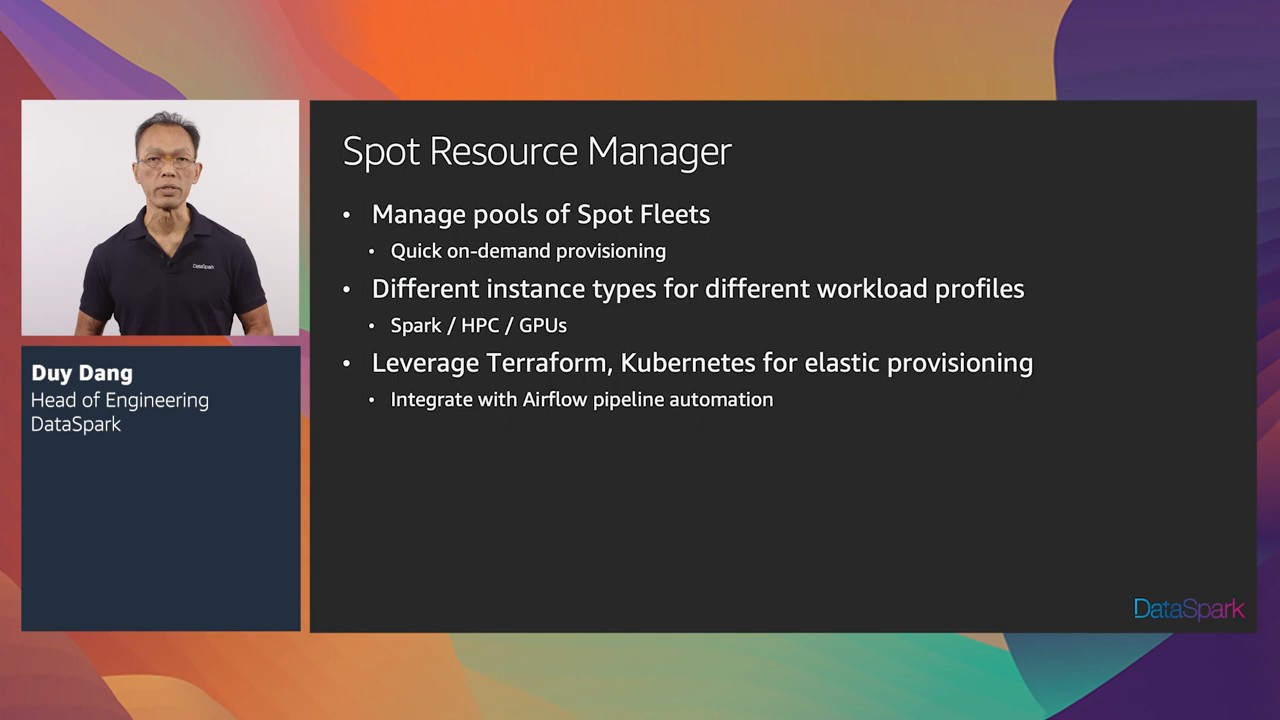 Spot Resource Manager
• Manage pools of Spot Fleets
• Quick on-demand provisioning
• Different instance types for different workload profiles
• Spark / HPC / GPUs
• Leverage Terraform, Kubernetes for elastic provisioning
• Integrate with Airflow pipeline automation
DataSpark
Duy Dang
Head of Engineering
DataSpark
DataSpark